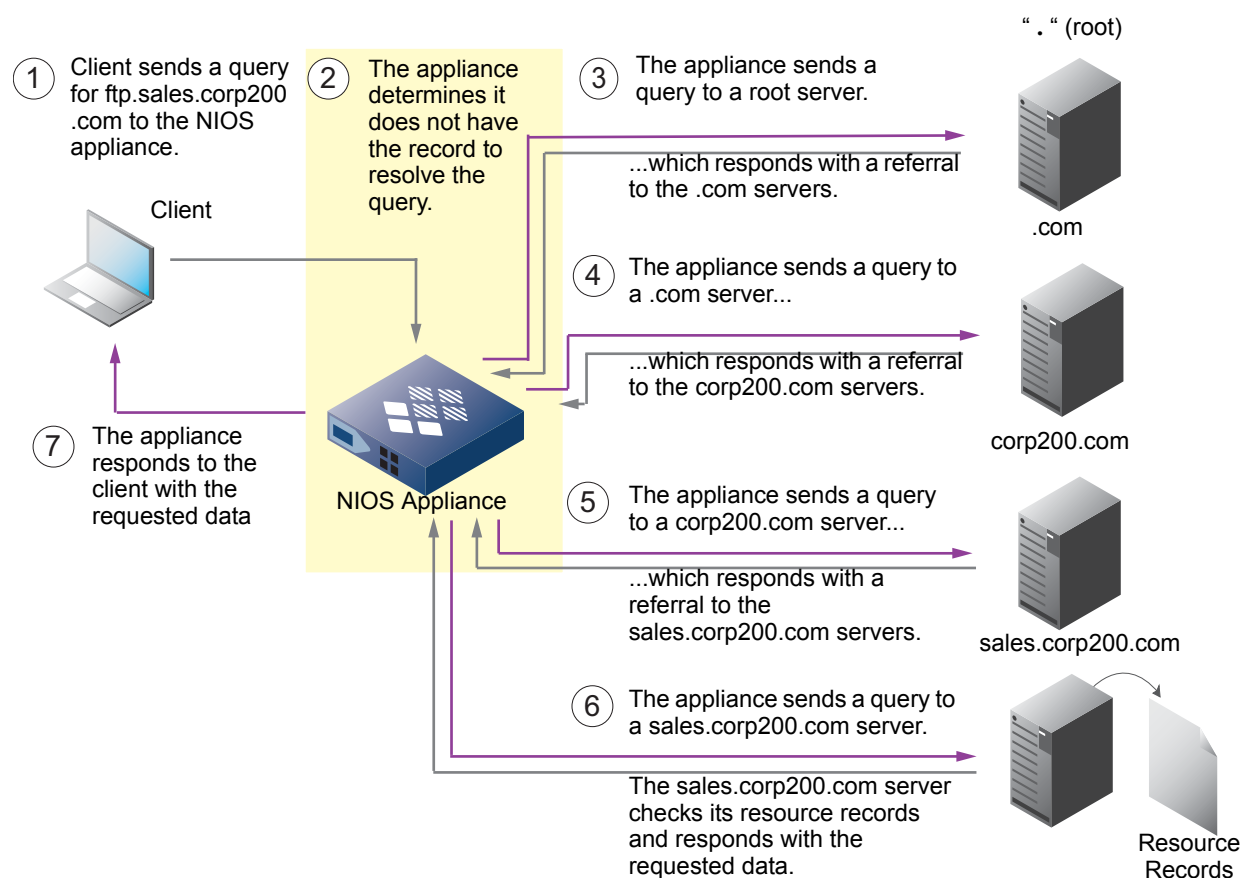 “ . “ (root)
1
Client sends a query
for ftp.sales.corp200
.com to the NIOS
appliance.
2
The appliance
determines it
does not have
the record to
resolve the
query.
3
The appliance sends a
query to a root server.
...which responds with a referral
to the .com servers.
.com
Client
4
The appliance sends a query to
a .com server...
...which responds with a referral
to the corp200.com servers.
corp200.com
7
The appliance
responds to the
client with the
requested data
NIOS Appliance
5
The appliance sends a query
to a corp200.com server...
...which responds with a
referral to the
sales.corp200.com servers.
sales.corp200.com
6
The appliance sends a query to
a sales.corp200.com server.
The sales.corp200.com server
checks its resource records
and responds with the
requested data.
Resource
Records